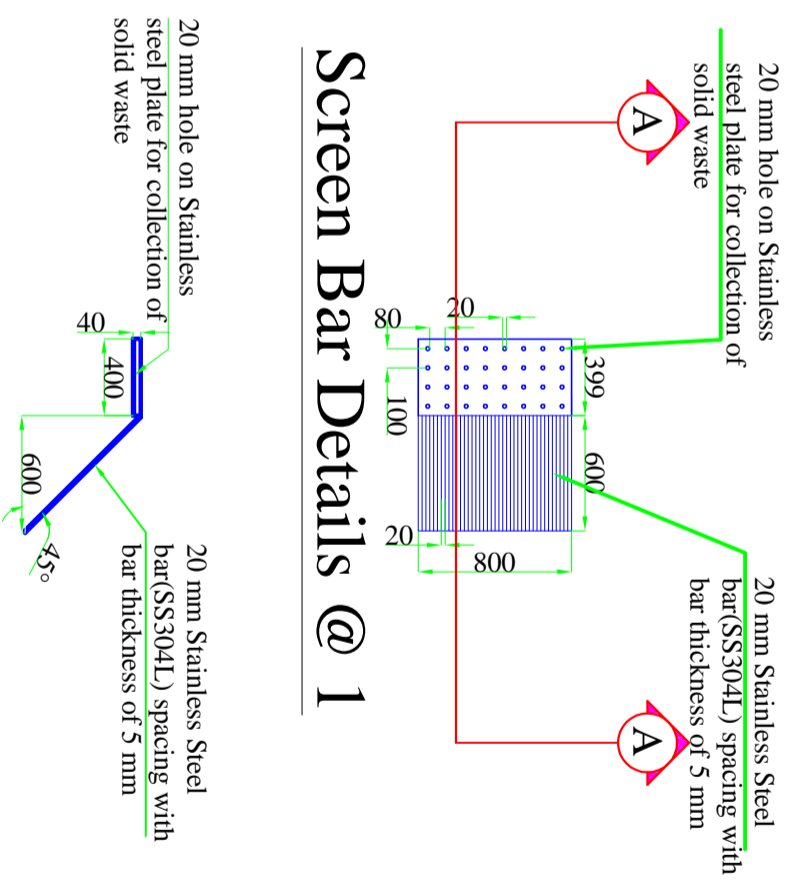 20 mm hole on Stainless
steel plate for collection of
solid waste
A
20 mm Stainless Steel
bar(SS304L) spacing with
bar thickness of 5 mm
A
399
600
20
80
100
20
800
Screen Bar Details @ 1
20 mm hole on Stainless
steel plate for collection of
solid waste
40
400
600
45°
20 mm Stainless Steel
bar(SS304L) spacing with
bar thickness of 5 mm